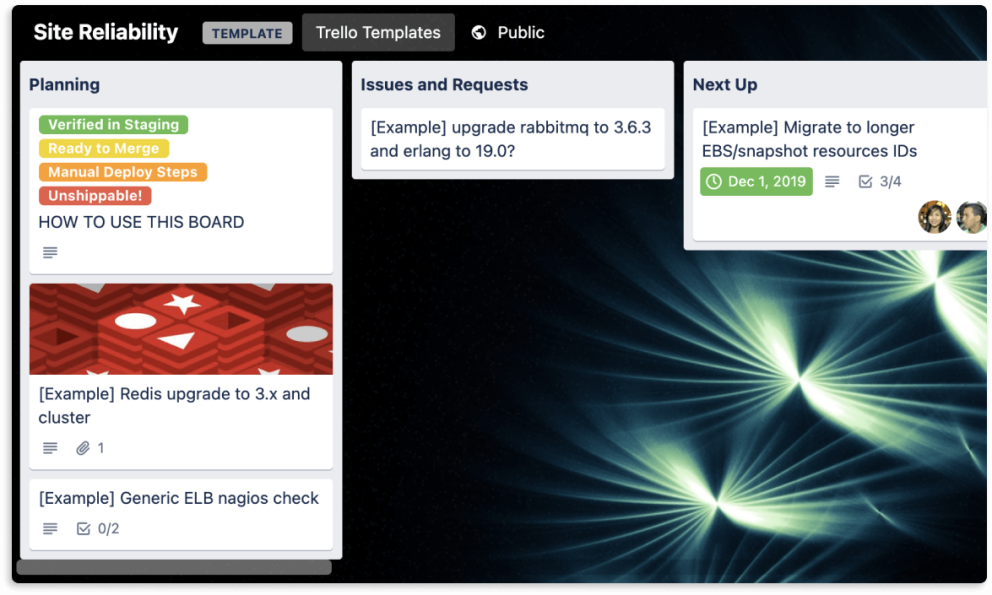 Site Reliability
TEMPLATE
Trello Templates
Public
Planning
Verified in Staging
Ready to Merge
Manual Deploy Steps
Unshippable!
HOW TO USE THIS BOARD
[Example] Redis upgrade to 3.x and
cluster
1
[Example] Generic ELB nagios check
0/2
Issues and Requests
[Example] upgrade rabbitmq to 3.6.3
and erlang to 19.0?
Next Up
[Example] Migrate to longer
EBS/snapshot resources IDs
Dec 1, 2019
3/4